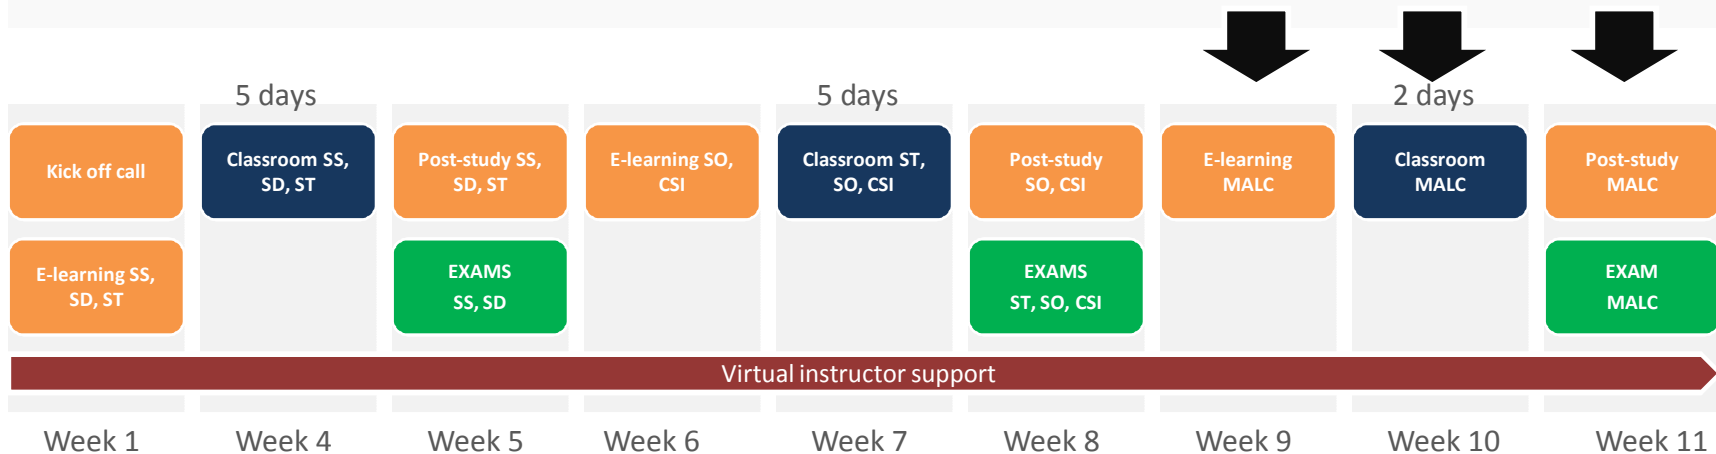 5 days
5 days
2 days
Kick off call
Classroom SS,
SD, ST
Post-study SS,
SD, ST
E-learning SO,
CSI
Classroom ST,
SO, CSI
Post-study
SO, CSI
E-learning
MALC
Classroom
MALC
Post-study
MALC
E-learning SS,
SD, ST
EXAMS
SS, SD
EXAMS
ST, SO, CSI
EXAM
MALC
Virtual instructor support
Week 1
Week 4
Week 5
Week 6
Week 7
Week 8
Week 9
Week 10
Week 11